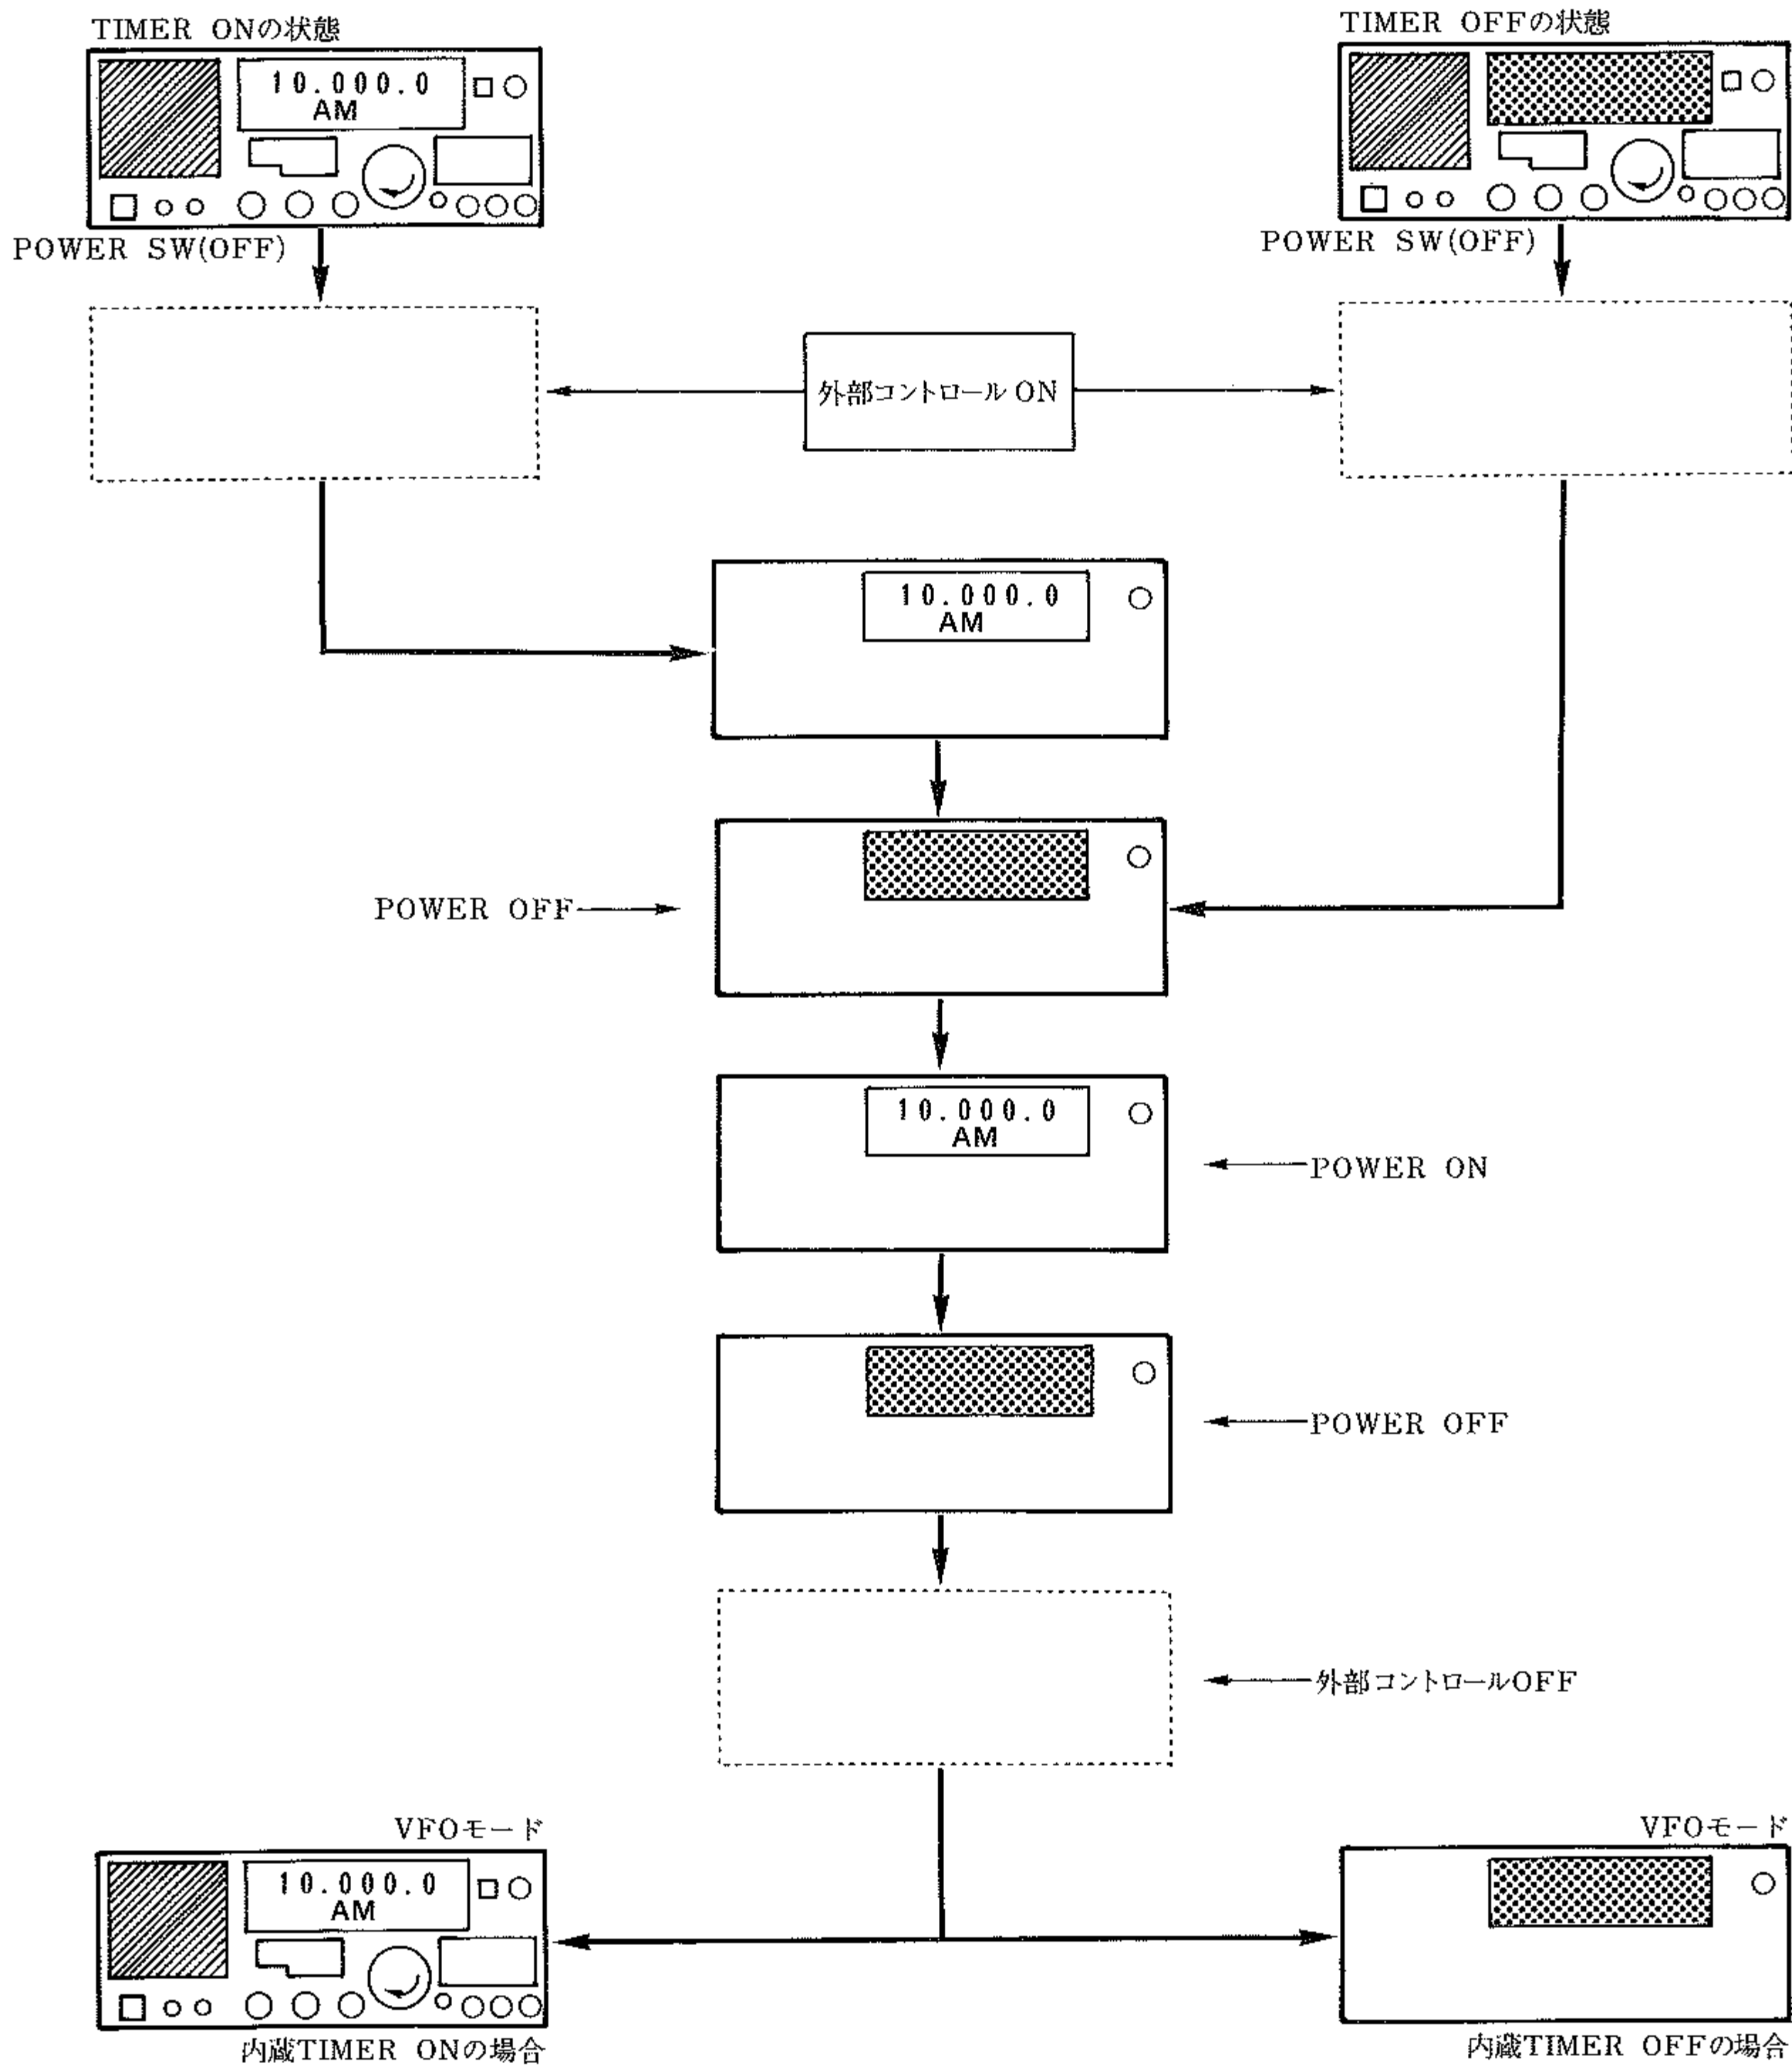 TIMER ONの状態
TIMER OFFの状態
10.000.0
AM
POWER SW(OFF)
POWER SW(OFF)
外部コントロール ON
10.000.0
AM
POWER OFF
10.000.0
AM
POWER ON
POWER OFF
外部コントロールOFF
VFOモード
VFOモード
10.000.0
AM
内蔵TIMER ONの場合
内蔵TIMER OFFの場合